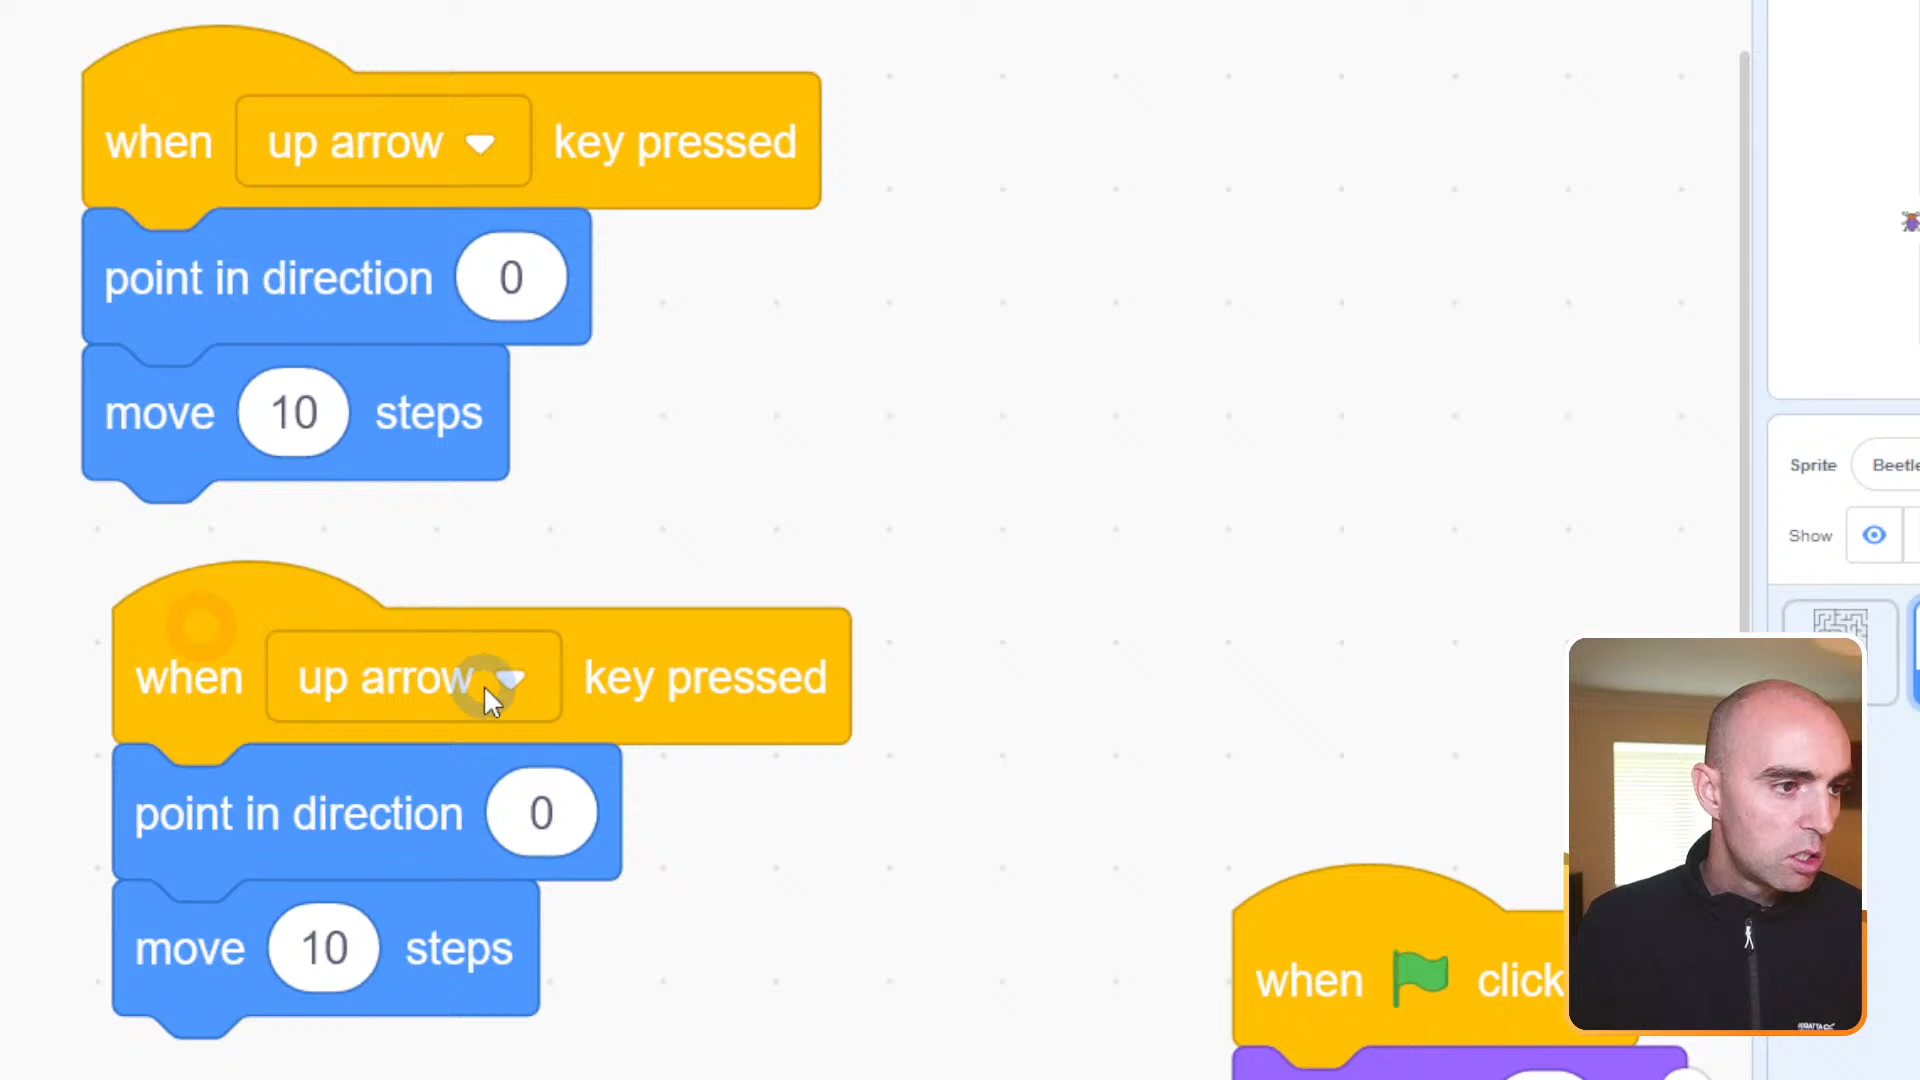 when up arrow key pressed
point in direction 0
move 10 steps
when up arrow key pressed
point in direction 0
move 10 steps
when click
Sprite Beetle
Show
REGATTA